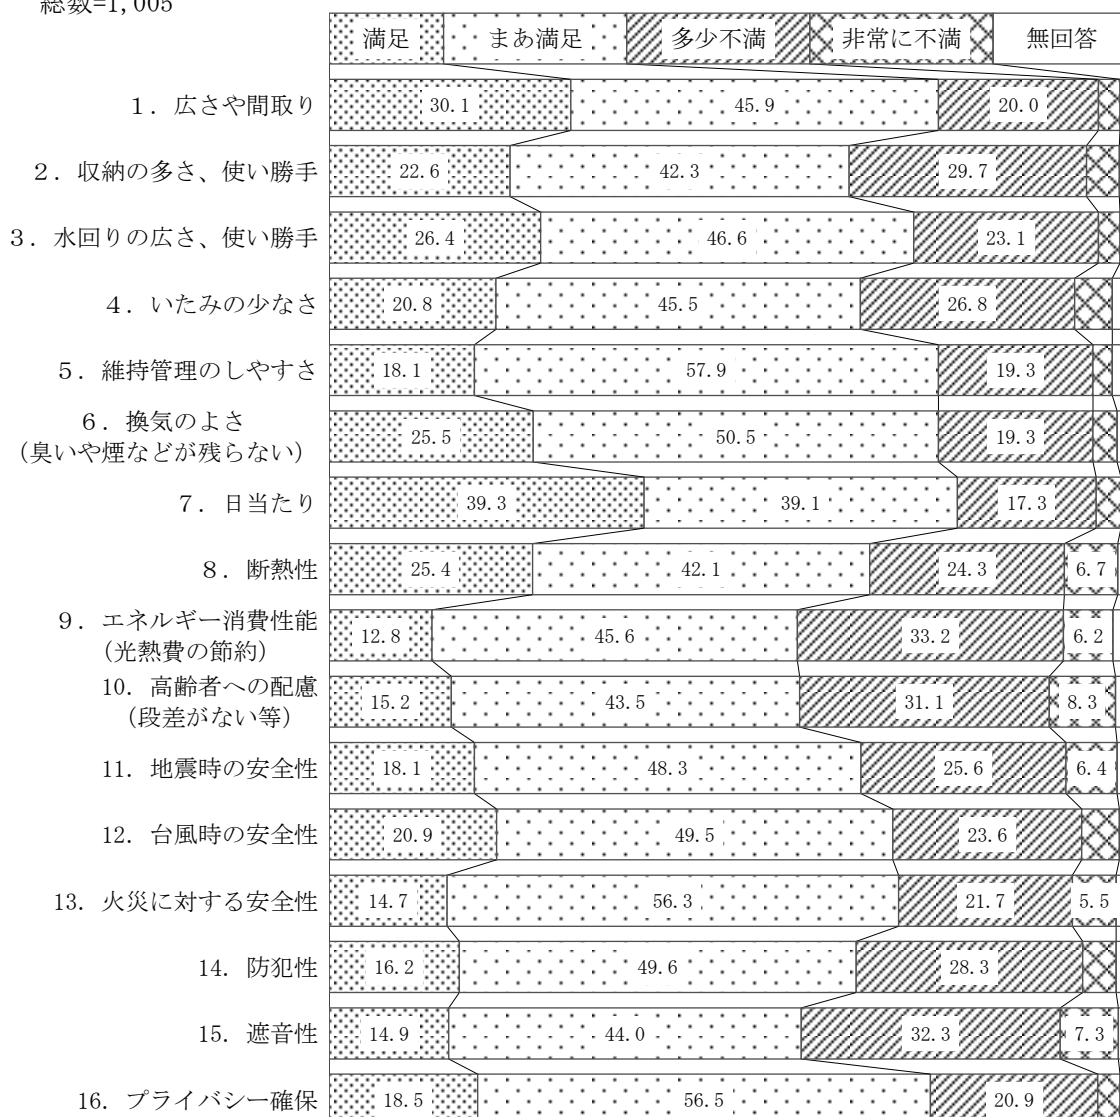 総数=1,005
満足 まあ満足 多少不満 非常に不満 無回答
1. 広さや間取り 30.1 45.9 20.0
2. 収納の多さ、使い勝手 22.6 42.3 29.7
3. 水回りの広さ、使い勝手 26.4 46.6 23.1
4. いたみの少なさ 20.8 45.5 26.8
5. 維持管理のしやすさ 18.1 57.9 19.3
6. 換気のよさ
(臭いや煙などが残らない) 25.5 50.5 19.3
7. 日当たり 39.3 39.1 17.3
8. 断熱性 25.4 42.1 24.3 6.7
9. エネルギー消費性能
(光熱費の節約) 12.8 45.6 33.2 6.2
10. 高齢者への配慮
(段差がない等) 15.2 43.5 31.1 8.3
11. 地震時の安全性 18.1 48.3 25.6 6.4
12. 台風時の安全性 20.9 49.5 23.6
13. 火災に対する安全性 14.7 56.3 21.7 5.5
14. 防犯性 16.2 49.6 28.3
15. 遮音性 14.9 44.0 32.3 7.3
16. プライバシー確保 18.5 56.5 20.9